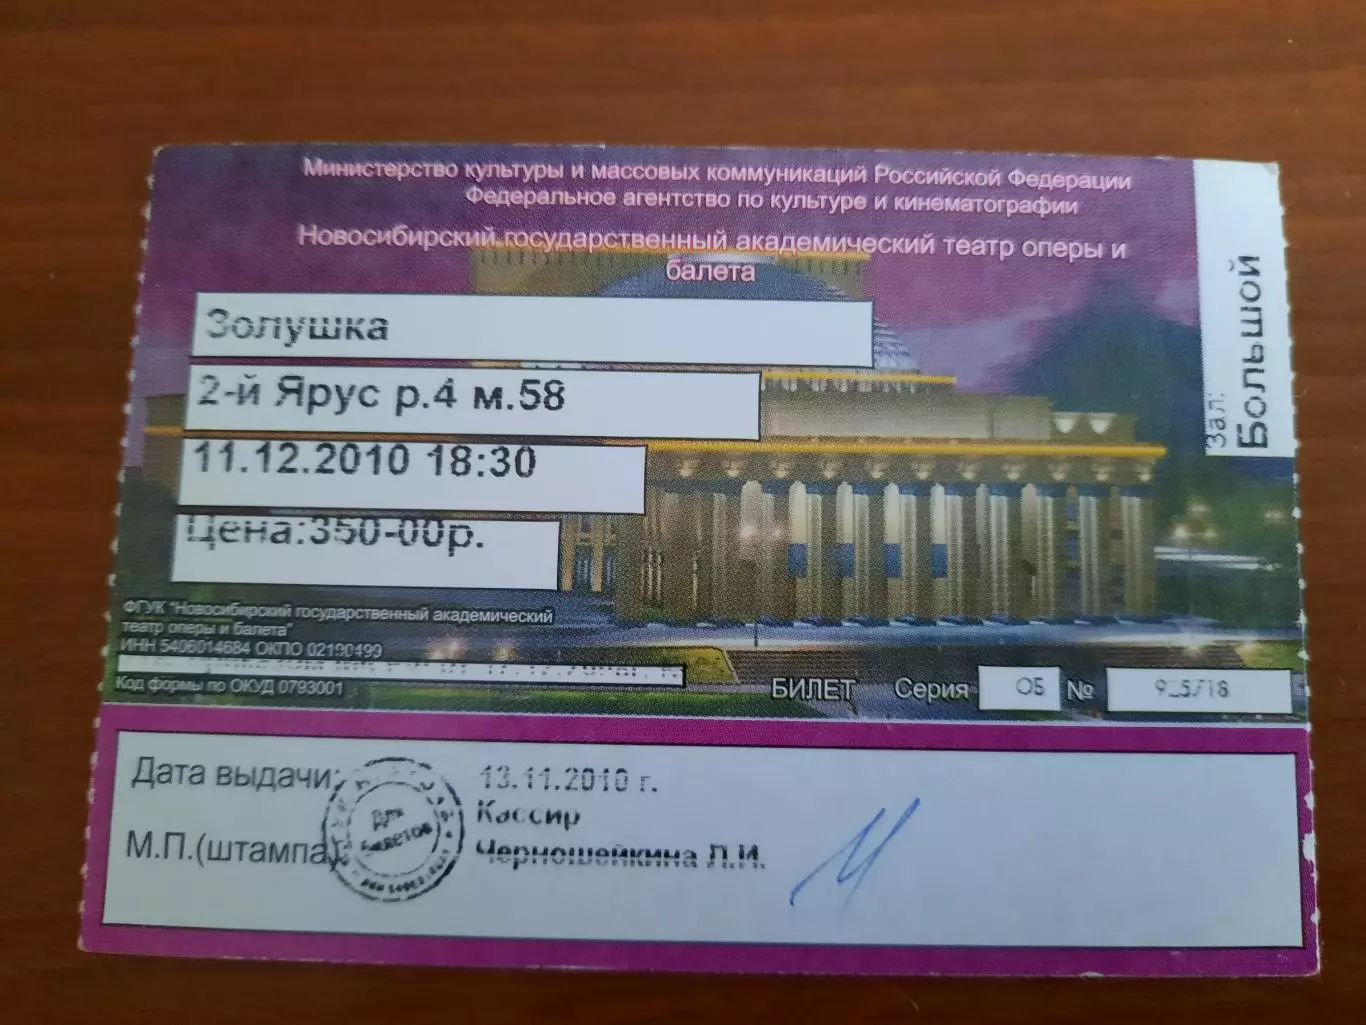 Министерство культуры и массовых коммуникаций Российской Федерации
Федеральное агентство по культуре и кинематографии
Новосибирский государственный академический театр оперы и
балета
Зал:
Большой
Золушка
2-й Ярус р.4 м.58
11.12.2010 18:30
Цена:350-00р.
ФГУК "Новосибирский государственный академический
театр оперы и балета"
ИНН 5406014684 ОКПО 02190499
Код формы по ОКУД 0793001
БИЛЕТ Серия 05 №
Дата выдачи: 13.11.2010 г.
Кассир
М.П.(штампа) Черношейкина Л.И.
Для
билетов